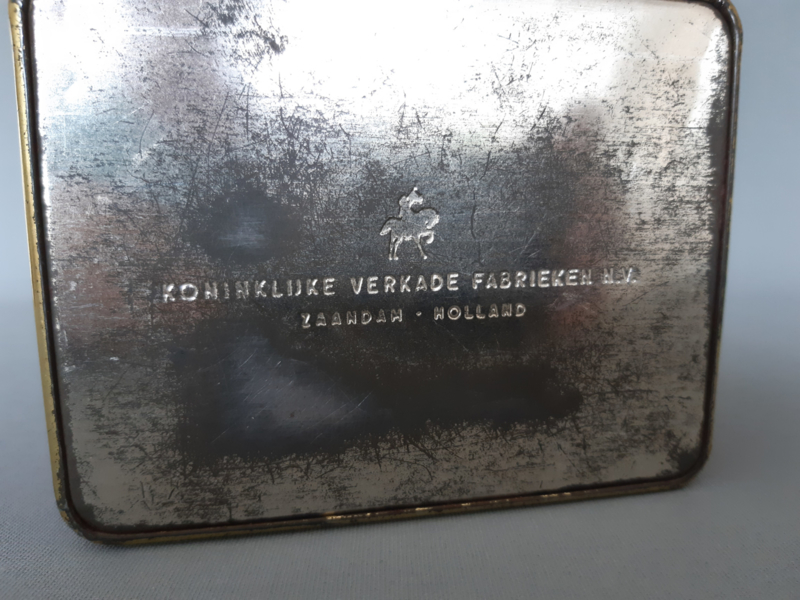 KONINKLIJKE VERKADE FABRIEKEN N.V.
ZAANDAM · HOLLAND